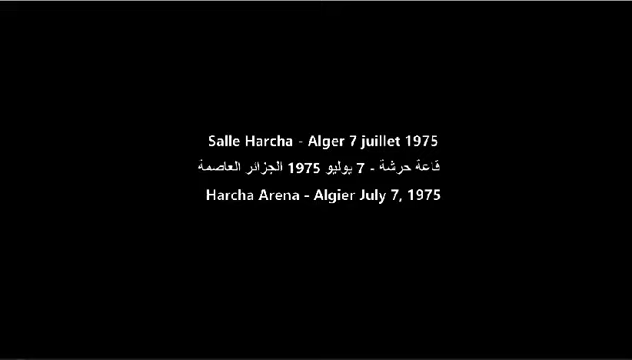 Salle Harcha - Alger 7 juillet 1975
قاعة حرشة - 7 يوليو 1975 الجزائر العاصمة
Harcha Arena - Algier July 7, 1975